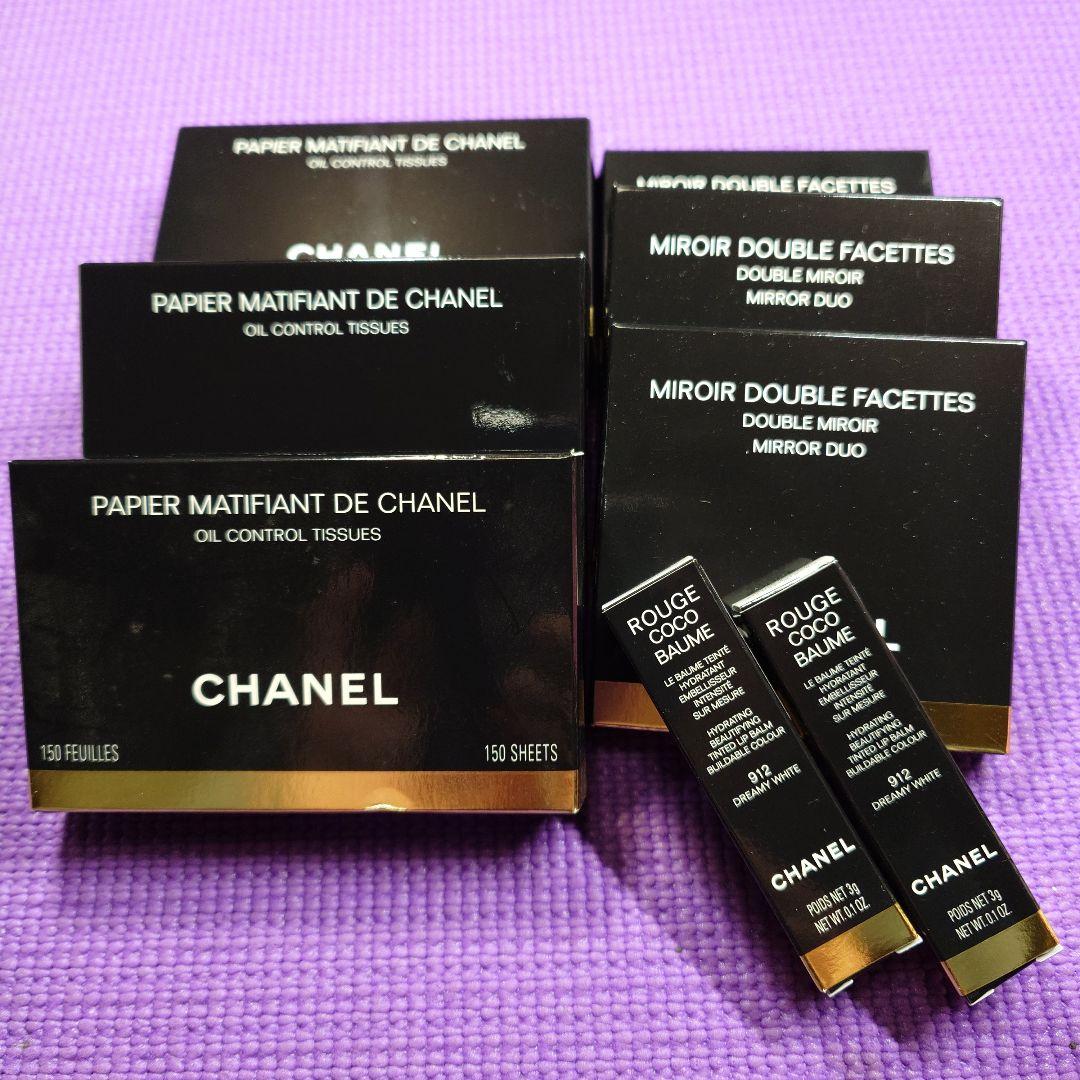 PAPIER MATIFIANT DE CHANEL
OIL CONTROL TISSUES
CHANEL
PAPIER MATIFIANT DE CHANEL
OIL CONTROL TISSUES
PAPIER MATIFIANT DE CHANEL
OIL CONTROL TISSUES
CHANEL
150 FEUILLES
150 SHEETS
MIROIR DOUBLE FACETTES
MIROIR DOUBLE FACETTES
DOUBLE MIROIR
MIRROR DUO
MIROIR DOUBLE FACETTES
DOUBLE MIROIR
MIRROR DUO
ROUGE
COCO
BAUME
LE BAUME TEINTÉ
HYDRATANT
EMBELLISSEUR
INTENSITÉ
SUR MESURE
HYDRATING
BEAUTIFYING
TINTED LIP BALM
BUILDABLE COLOUR
912
DREAMY WHITE
CHANEL
POIDS NET 3g
NET WT. 0.1 OZ.
ROUGE
COCO
BAUME
LE BAUME TEINTÉ
HYDRATANT
EMBELLISSEUR
INTENSITÉ
SUR MESURE
HYDRATING
BEAUTIFYING
TINTED LIP BALM
BUILDABLE COLOUR
912
DREAMY WHITE
CHANEL
POIDS NET 3g
NET WT. 0.1 OZ.